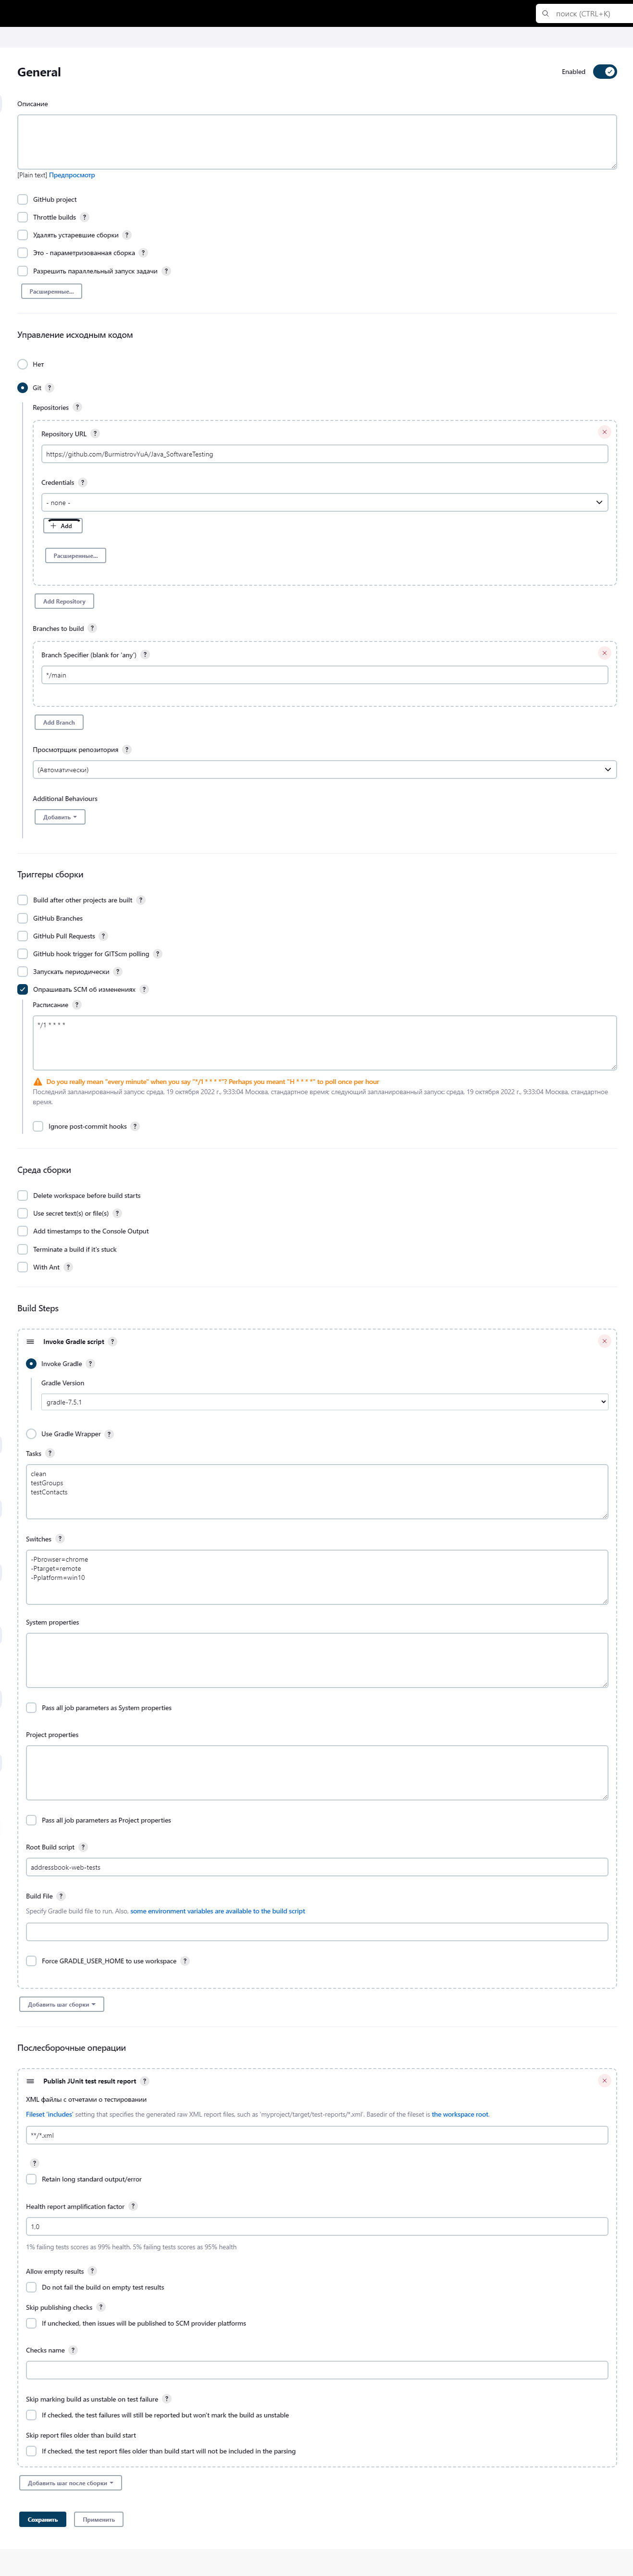 поиск (CTRL+K)
General
Enabled
Описание
[Plain text] Предпросмотр
GitHub project
Throttle builds ?
Удалять устаревшие сборки ?
Это - параметризованная сборка ?
Разрешить параллельный запуск задачи ?
Расширенные...
Управление исходным кодом
Нет
Git ?
Repositories ?
Repository URL ?
https://github.com/BurmistrovYuA/Java_SoftwareTesting
Credentials ?
- none -
Add
Расширенные...
Add Repository
Branches to build ?
Branch Specifier (blank for 'any') ?
*/main
Add Branch
Просмотрщик репозитория ?
(Автоматически)
Additional Behaviours
Добавить
Триггеры сборки
Build after other projects are built ?
GitHub Branches
GitHub Pull Requests ?
GitHub hook trigger for GITScm polling ?
Запускать периодически ?
Опрашивать SCM об изменениях ?
Расписание ?
*/1 * * * *
Do you really mean "every minute" when you say "*/1 * * * *"? Perhaps you meant "H * * * *" to poll once per hour
Последний запланированный запуск: среда, 19 октября 2022 г., 9:33:04 Москва, стандартное время; следующий запланированный запуск: среда, 19 октября 2022 г., 9:33:04 Москва, стандартное
время.
Ignore post-commit hooks ?
Среда сборки
Delete workspace before build starts
Use secret text(s) or file(s) ?
Add timestamps to the Console Output
Terminate a build if it's stuck
With Ant ?
Build Steps
Invoke Gradle script ?
Invoke Gradle ?
Gradle Version
gradle-7.5.1
Use Gradle Wrapper ?
Tasks ?
clean
testGroups
testContacts
Switches ?
-Pbrowser=chrome
-Ptarget=remote
-Pplatform=win10
System properties
Pass all job parameters as System properties
Project properties
Pass all job parameters as Project properties
Root Build script ?
addressbook-web-tests
Build File ?
Specify Gradle build file to run. Also, some environment variables are available to the build script
Force GRADLE_USER_HOME to use workspace ?
Добавить шаг сборки
Послесборочные операции
Publish JUnit test result report ?
XML файлы с отчетами о тестировании
Fileset 'includes' setting that specifies the generated raw XML report files, such as 'myproject/target/test-reports/*.xml'. Basedir of the fileset is the workspace root.
**/*.xml
?
Retain long standard output/error
Health report amplification factor ?
1.0
1% failing tests scores as 99% health. 5% failing tests scores as 95% health
Allow empty results ?
Do not fail the build on empty test results
Skip publishing checks ?
If unchecked, then issues will be published to SCM provider platforms
Checks name ?
Skip marking build as unstable on test failure ?
If checked, the test failures will still be reported but won't mark the build as unstable
Skip report files older than build start
If checked, the test report files older than build start will not be included in the parsing
Добавить шаг после сборки
Сохранить Применить